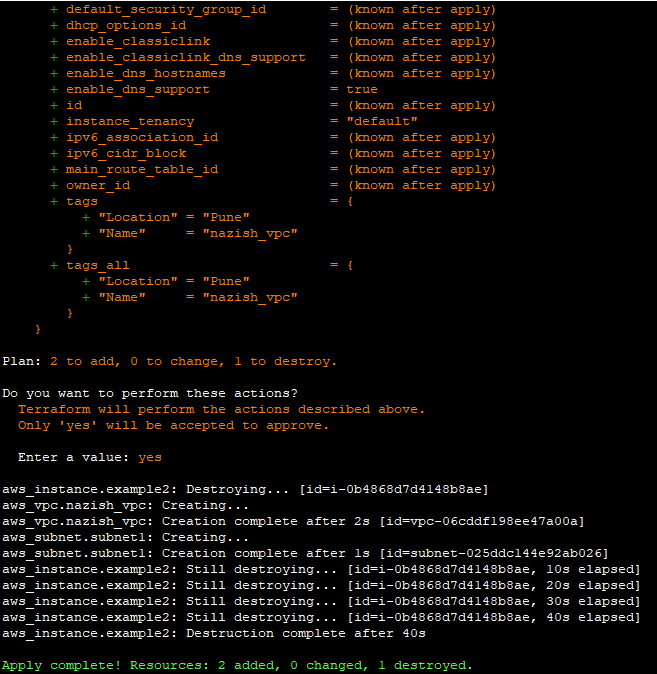 + default_security_group_id        = (known after apply)
+ dhcp_options_id                  = (known after apply)
+ enable_classiclink               = (known after apply)
+ enable_classiclink_dns_support   = (known after apply)
+ enable_dns_hostnames             = (known after apply)
+ enable_dns_support               = true
+ id                               = (known after apply)
+ instance_tenancy                 = "default"
+ ipv6_association_id              = (known after apply)
+ ipv6_cidr_block                  = (known after apply)
+ main_route_table_id              = (known after apply)
+ owner_id                         = (known after apply)
+ tags                             = {
+ "Location" = "Pune"
+ "Name"     = "nazish_vpc"
}
+ tags_all                         = {
+ "Location" = "Pune"
+ "Name"     = "nazish_vpc"
}
}
Plan: 2 to add, 0 to change, 1 to destroy.
Do you want to perform these actions?
Terraform will perform the actions described above.
Only 'yes' will be accepted to approve.
Enter a value: yes
aws_instance.example2: Destroying... [id=i-0b4868d7d4148b8ae]
aws_vpc.nazish_vpc: Creating...
aws_vpc.nazish_vpc: Creation complete after 2s [id=vpc-06cddf198ee47a00a]
aws_subnet.subnet1: Creating...
aws_subnet.subnet1: Creation complete after 1s [id=subnet-025ddc144e92ab026]
aws_instance.example2: Still destroying... [id=i-0b4868d7d4148b8ae, 10s elapsed]
aws_instance.example2: Still destroying... [id=i-0b4868d7d4148b8ae, 20s elapsed]
aws_instance.example2: Still destroying... [id=i-0b4868d7d4148b8ae, 30s elapsed]
aws_instance.example2: Still destroying... [id=i-0b4868d7d4148b8ae, 40s elapsed]
aws_instance.example2: Destruction complete after 40s
Apply complete! Resources: 2 added, 0 changed, 1 destroyed.